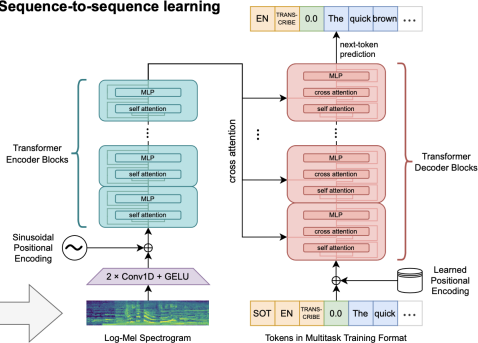 Sequence-to-sequence learning
EN
TRANS-
CRIBE
0.0
The
quick
brown
...
next-token
prediction
MLP
self attention
MLP
self attention
MLP
self attention
Transformer
Encoder Blocks
cross attention
MLP
cross attention
self attention
MLP
cross attention
self attention
MLP
cross attention
self attention
Transformer
Decoder Blocks
Sinusoidal
Positional
Encoding
2 × Conv1D + GELU
Learned
Positional
Encoding
SOT
EN
TRANS-
CRIBE
0.0
The
quick
...
Log-Mel Spectrogram
Tokens in Multitask Training Format